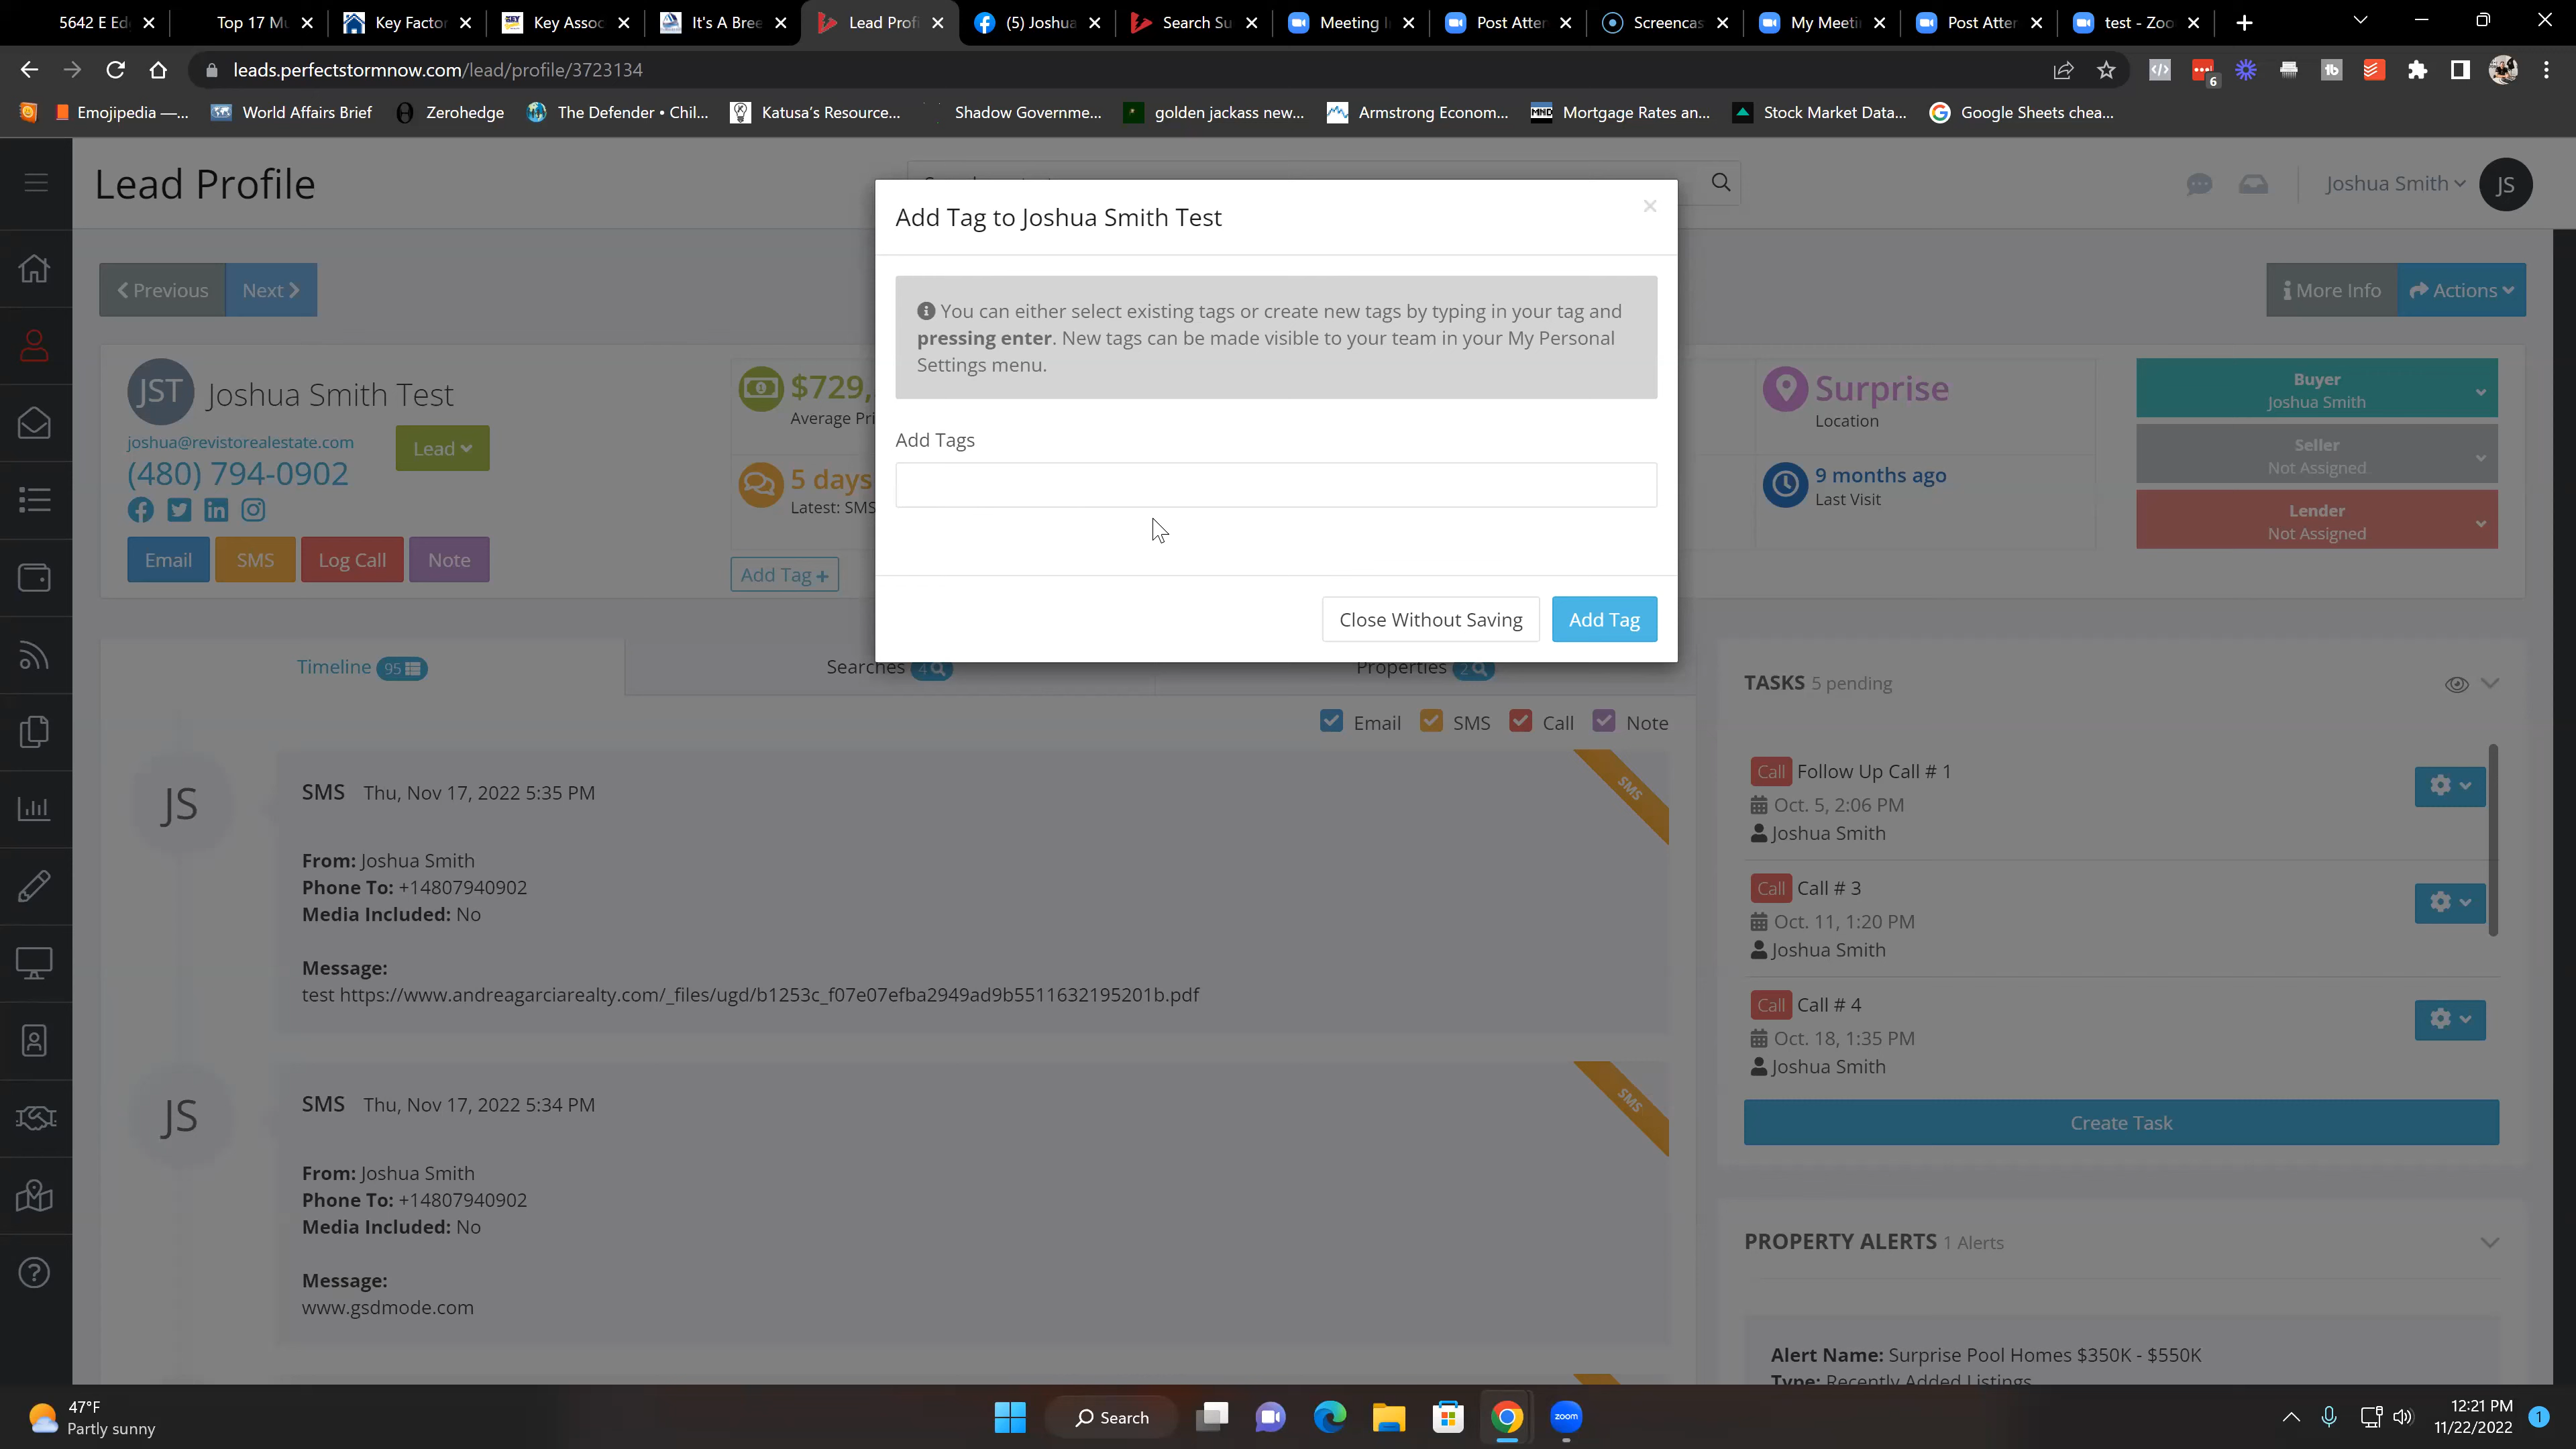 5642 E Ed
Top 17 Mu
Key Factor
Key Assoc
It's A Bree
Lead Profi
(5) Joshua
Search Su
Meeting I
Post Atten
Screencas
My Meeti
Post Atter
test - Zoo
leads.perfectstormnow.com/lead/profile/3723134
6
Emojipedia —...
World Affairs Brief
Zerohedge
The Defender • Chil...
Katusa's Resource...
Shadow Governme...
golden jackass new...
Armstrong Econom...
MND
Mortgage Rates an...
Stock Market Data...
Google Sheets chea...
Lead Profile
Joshua Smith
JS
Previous
Next
More Info
Actions
JST
Joshua Smith Test
joshua@revistorealestate.com
Lead
(480) 794-0902
Email
SMS
Log Call
Note
$729,
Average Pri
5 days
Latest: SMS
Add Tag +
Add Tag to Joshua Smith Test
You can either select existing tags or create new tags by typing in your tag and
pressing enter. New tags can be made visible to your team in your My Personal
Settings menu.
Add Tags
Close Without Saving
Add Tag
Surprise
Location
9 months ago
Last Visit
Buyer
Joshua Smith
Seller
Not Assigned
Lender
Not Assigned
Timeline 95
Searches 4
Properties 2
Email
SMS
Call
Note
JS
SMS Thu, Nov 17, 2022 5:35 PM
SMS
From: Joshua Smith
Phone To: +14807940902
Media Included: No
Message:
test https://www.andreagarciarealty.com/_files/ugd/b1253c_f07e07efba2949ad9b5511632195201b.pdf
JS
SMS Thu, Nov 17, 2022 5:34 PM
SMS
From: Joshua Smith
Phone To: +14807940902
Media Included: No
Message:
www.gsdmode.com
TASKS 5 pending
Call Follow Up Call # 1
Oct. 5, 2:06 PM
Joshua Smith
Call Call # 3
Oct. 11, 1:20 PM
Joshua Smith
Call Call # 4
Oct. 18, 1:35 PM
Joshua Smith
Create Task
PROPERTY ALERTS 1 Alerts
Alert Name: Surprise Pool Homes $350K - $550K
Type: Recently Added Listings
47°F
Partly sunny
Search
zoom
12:21 PM
11/22/2022
1